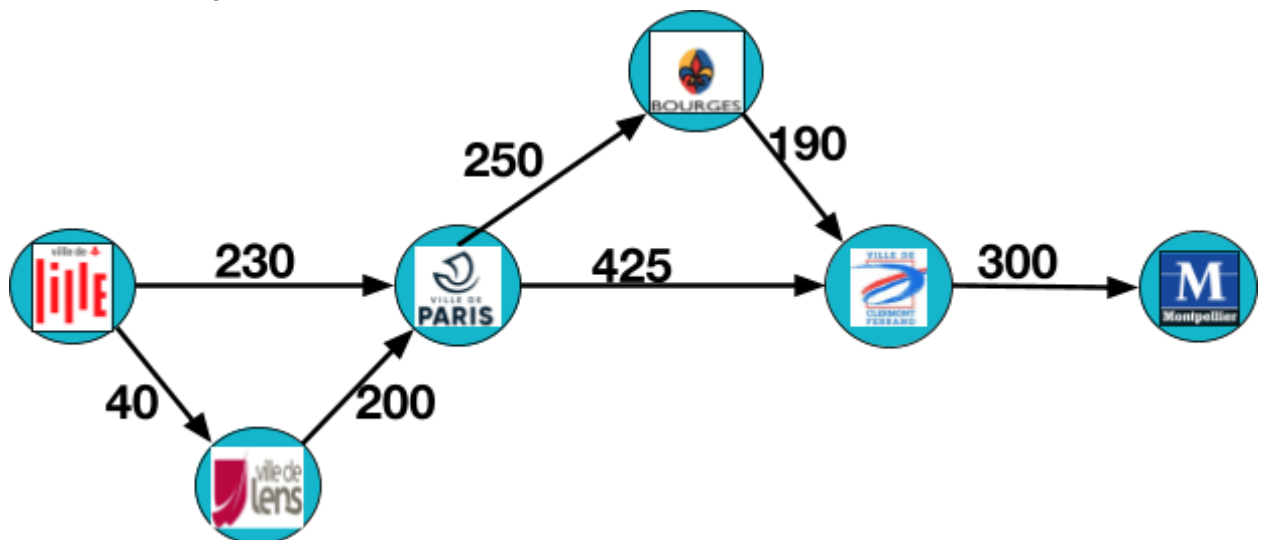 BOURGES
250
190
ville de
lille
230
VILLE DE
PARIS
425
VILLE DE
CLERMONT
FERRAND
300
M
Montpellier
40
200
ville de
lens